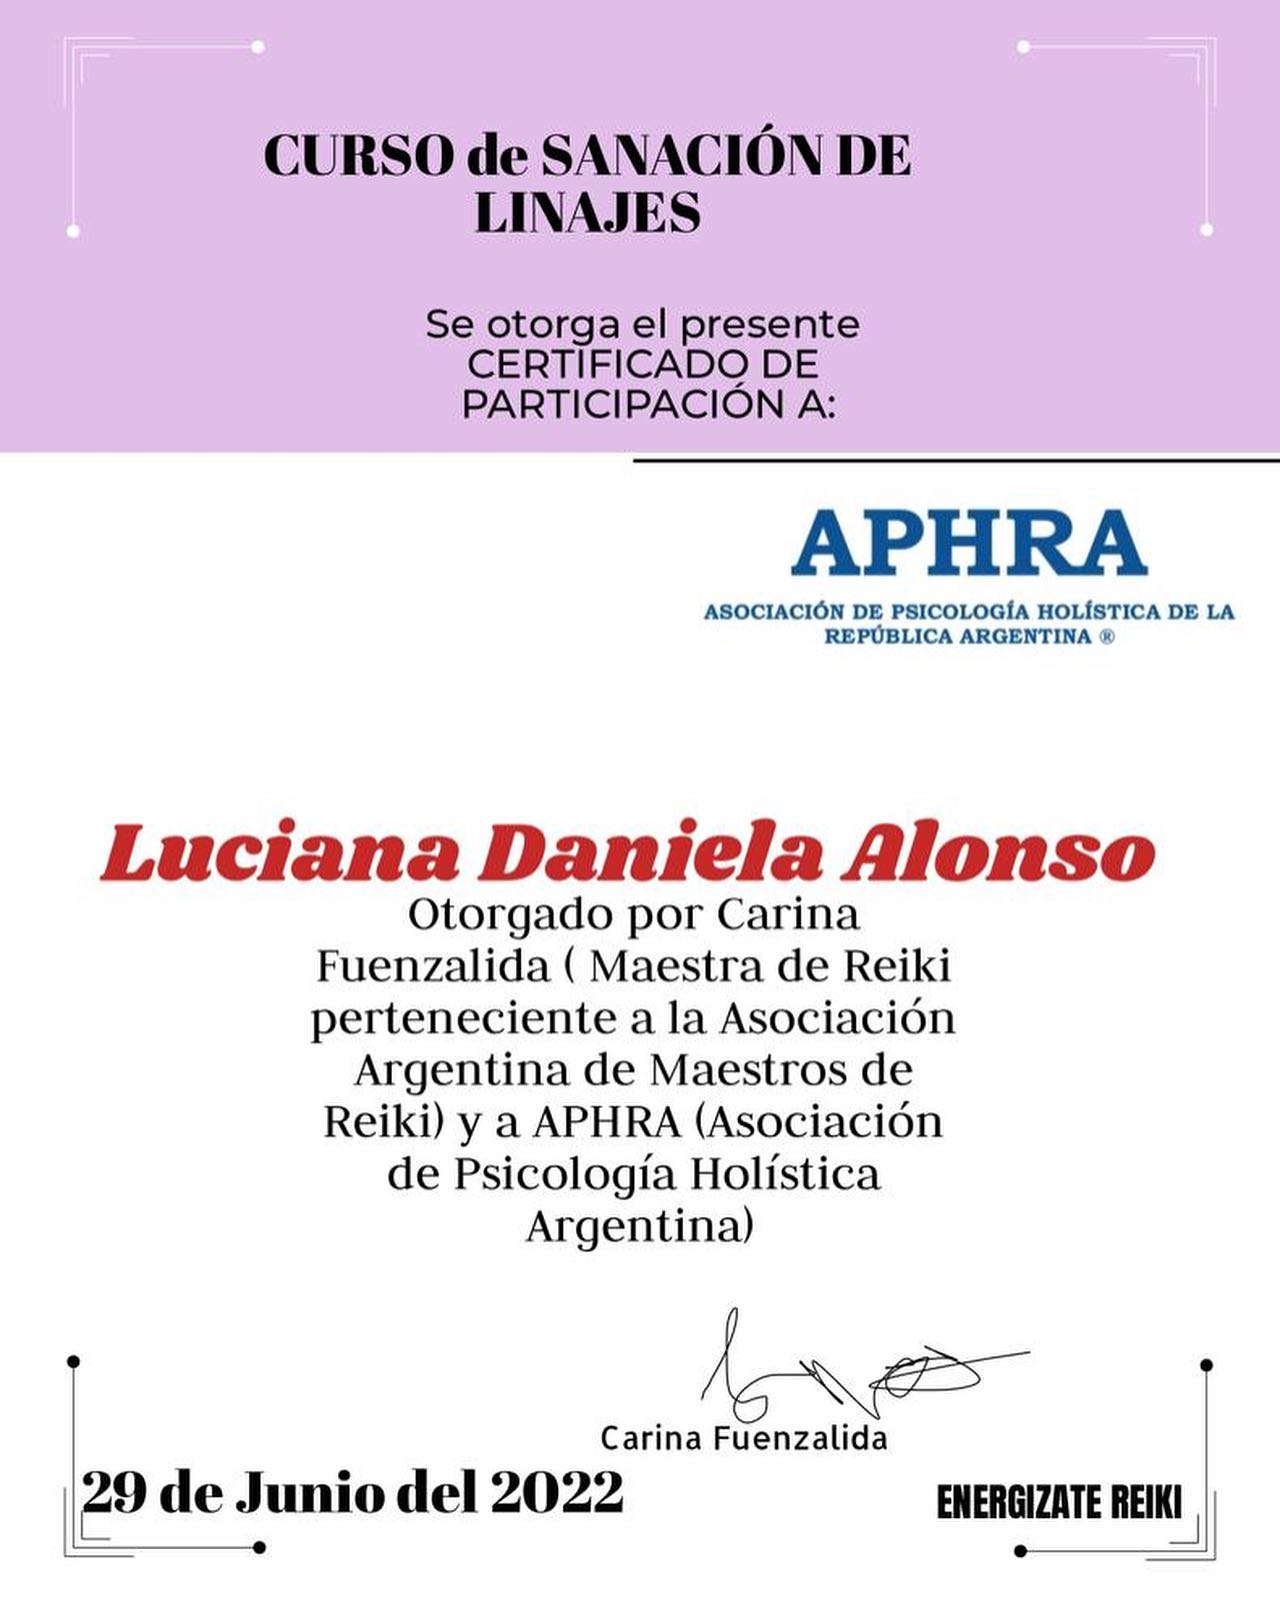 CURSO de SANACIÓN DE
LINAJES
Se otorga el presente
CERTIFICADO DE
PARTICIPACIÓN A:
APHRA
ASOCIACIÓN DE PSICOLOGÍA HOLÍSTICA DE LA
REPÚBLICA ARGENTINA ®
Luciana Daniela Alonso
Otorgado por Carina
Fuenzalida ( Maestra de Reiki
perteneciente a la Asociación
Argentina de Maestros de
Reiki) y a APHRA (Asociación
de Psicología Holística
Argentina)
Carina Fuenzalida
29 de Junio del 2022
ENERGIZATE REIKI